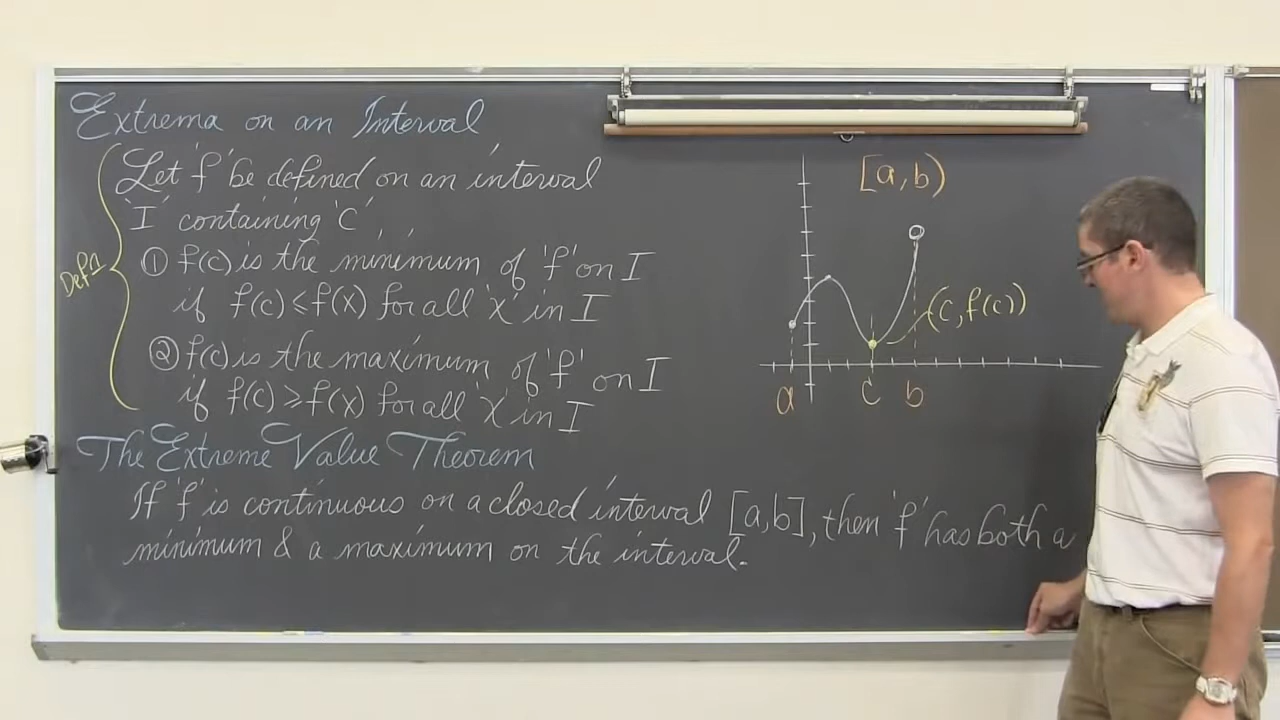 Extrema on an Interval
Let 'f' be defined on an interval
'I' containing 'C',
Defn
① f(c) is the minimum of 'f' on I
if f(c) ≤ f(x) for all 'x' in I
② f(c) is the maximum of 'f' on I
if f(c) ≥ f(x) for all 'x' in I
The Extreme Value Theorem
If 'f' is continuous on a closed interval [a,b], then 'f' has both a
minimum & a maximum on the interval.
[a,b)
(c, f(c))
a c b